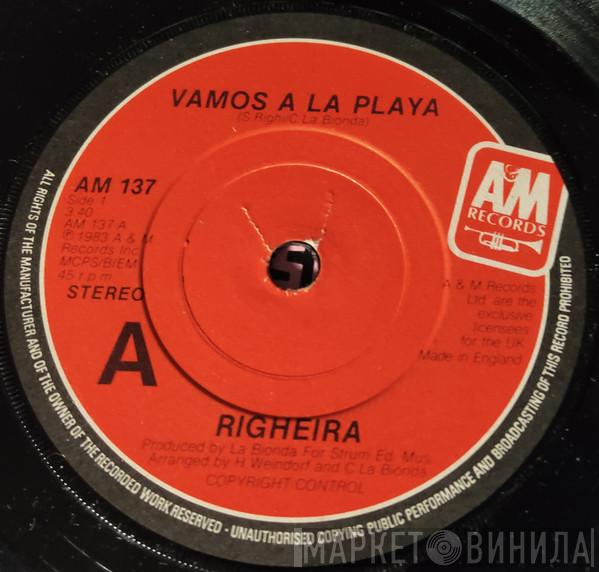 VAMOS A LA PLAYA
(S.Righi/C.La Bionda)
A&M
RECORDS
AM 137
Side 1
3.40
AM 137 A
℗ 1983 A & M
Records Inc.
MCPS/BIEM
45 r.p.m.
STEREO
A
A & M Records
Ltd. are the
exclusive
licensees
for the UK
Made in England
RIGHEIRA
Produced by La Bionda For Strum Ed. Mus.
Arranged by H.Weindorf and C.La Bionda
COPYRIGHT CONTROL
ALL RIGHTS OF THE MANUFACTURER AND OF THE OWNER OF THE RECORDED WORK RESERVED - UNAUTHORISED COPYING PUBLIC PERFORMANCE AND BROADCASTING OF THIS RECORD PROHIBITED
МАРКЕТ ВИНИЛА